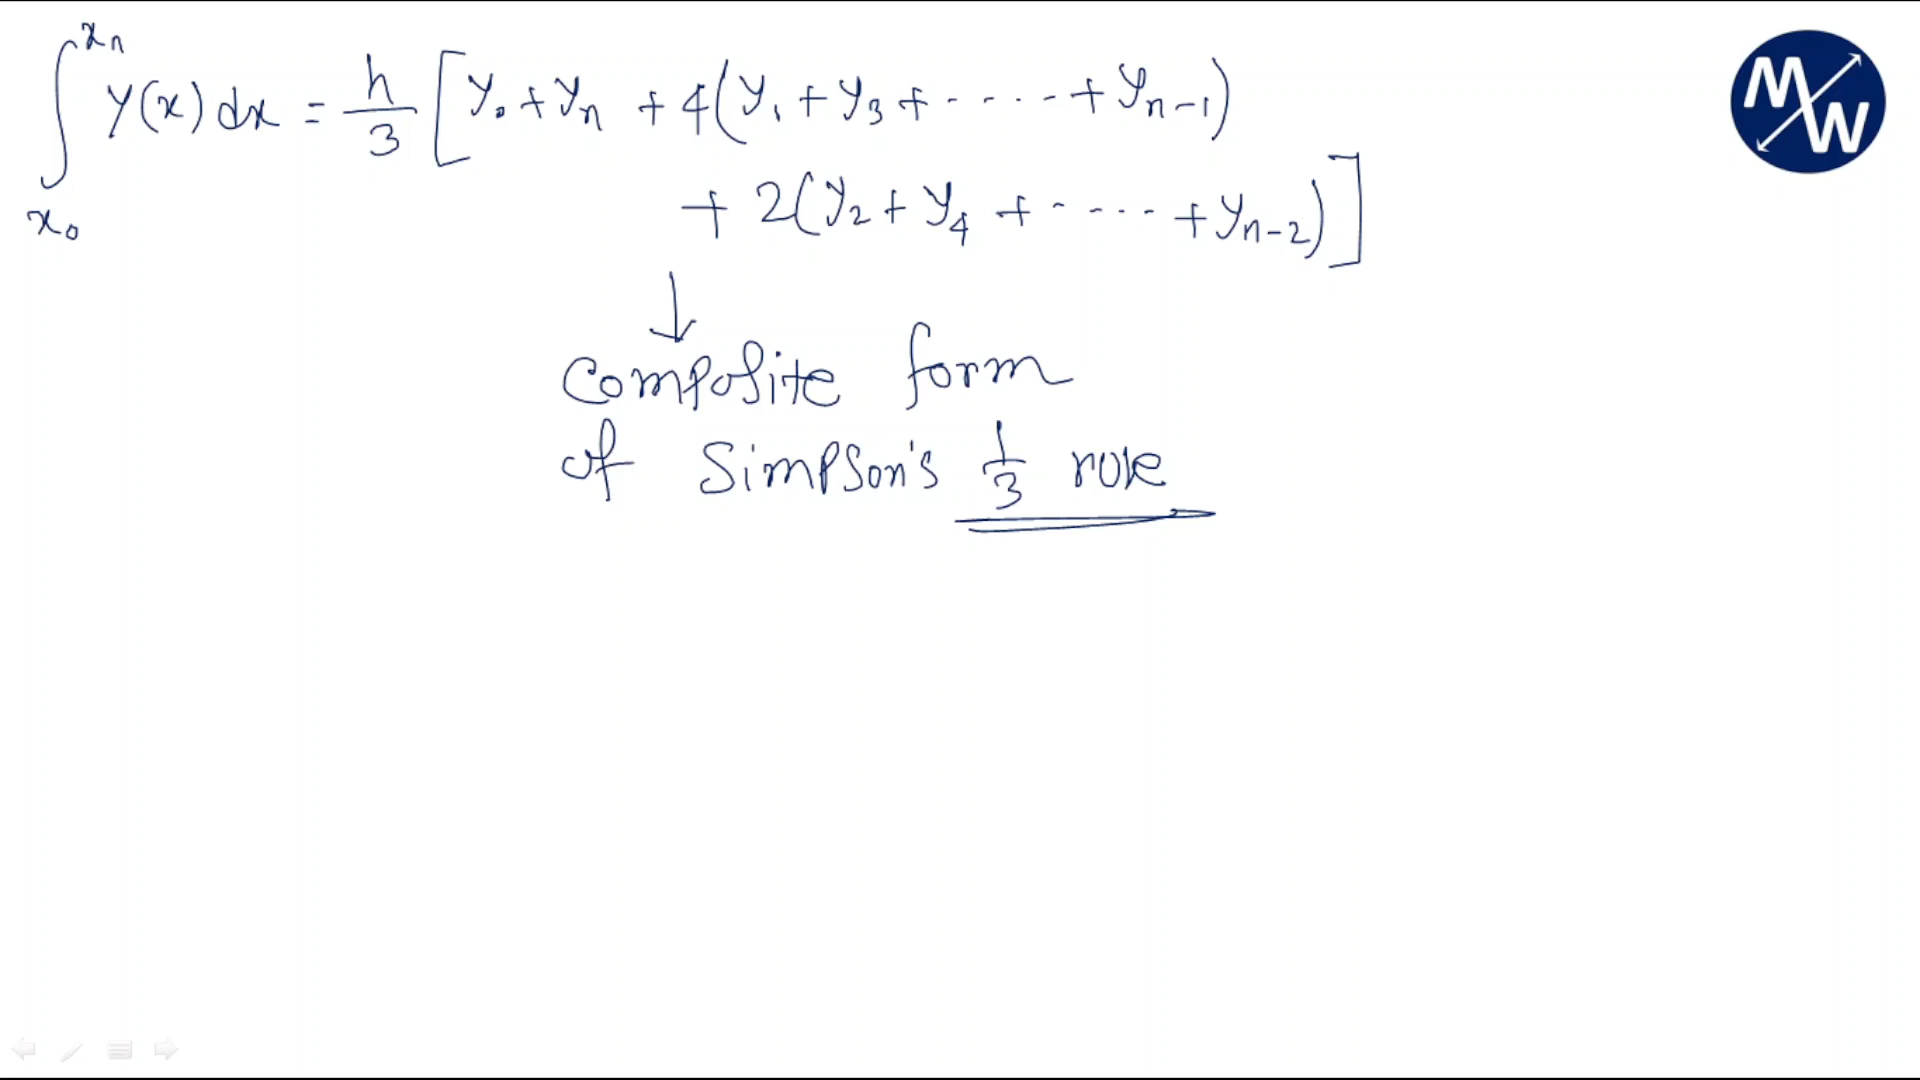 ∫_{x₀}^{xₙ} y(x) dx = h/3 [y₀ + yₙ + 4(y₁ + y₃ + ----- + yₙ₋₁)
+ 2(y₂ + y₄ + ----- + yₙ₋₂)]
↓
Composite form
of Simpson's 1/3 rule
MW